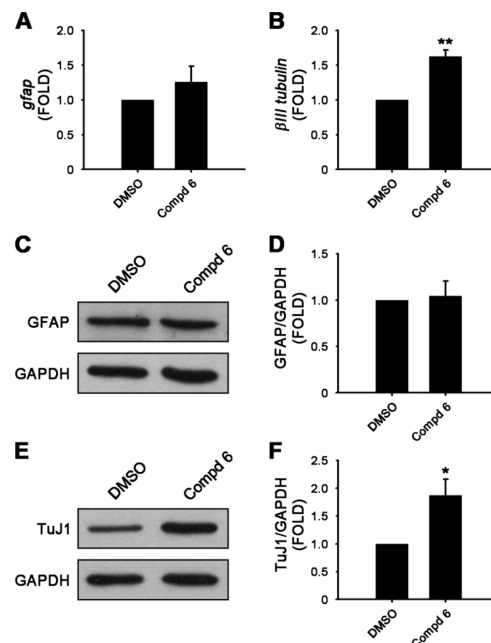 A
gfap
(FOLD)
2.0
1.5
1.0
0.5
0
DMSO
Compd 6
B
βIII tubulin
(FOLD)
2.0
1.5
1.0
0.5
0
**
DMSO
Compd 6
C
DMSO
Compd 6
GFAP
GAPDH
D
GFAP/GAPDH
(FOLD)
1.5
1.0
0.5
0
DMSO
Compd 6
E
DMSO
Compd 6
TuJ1
GAPDH
F
TuJ1/GAPDH
(FOLD)
2.5
2.0
1.5
1.0
0.5
0
*
DMSO
Compd 6